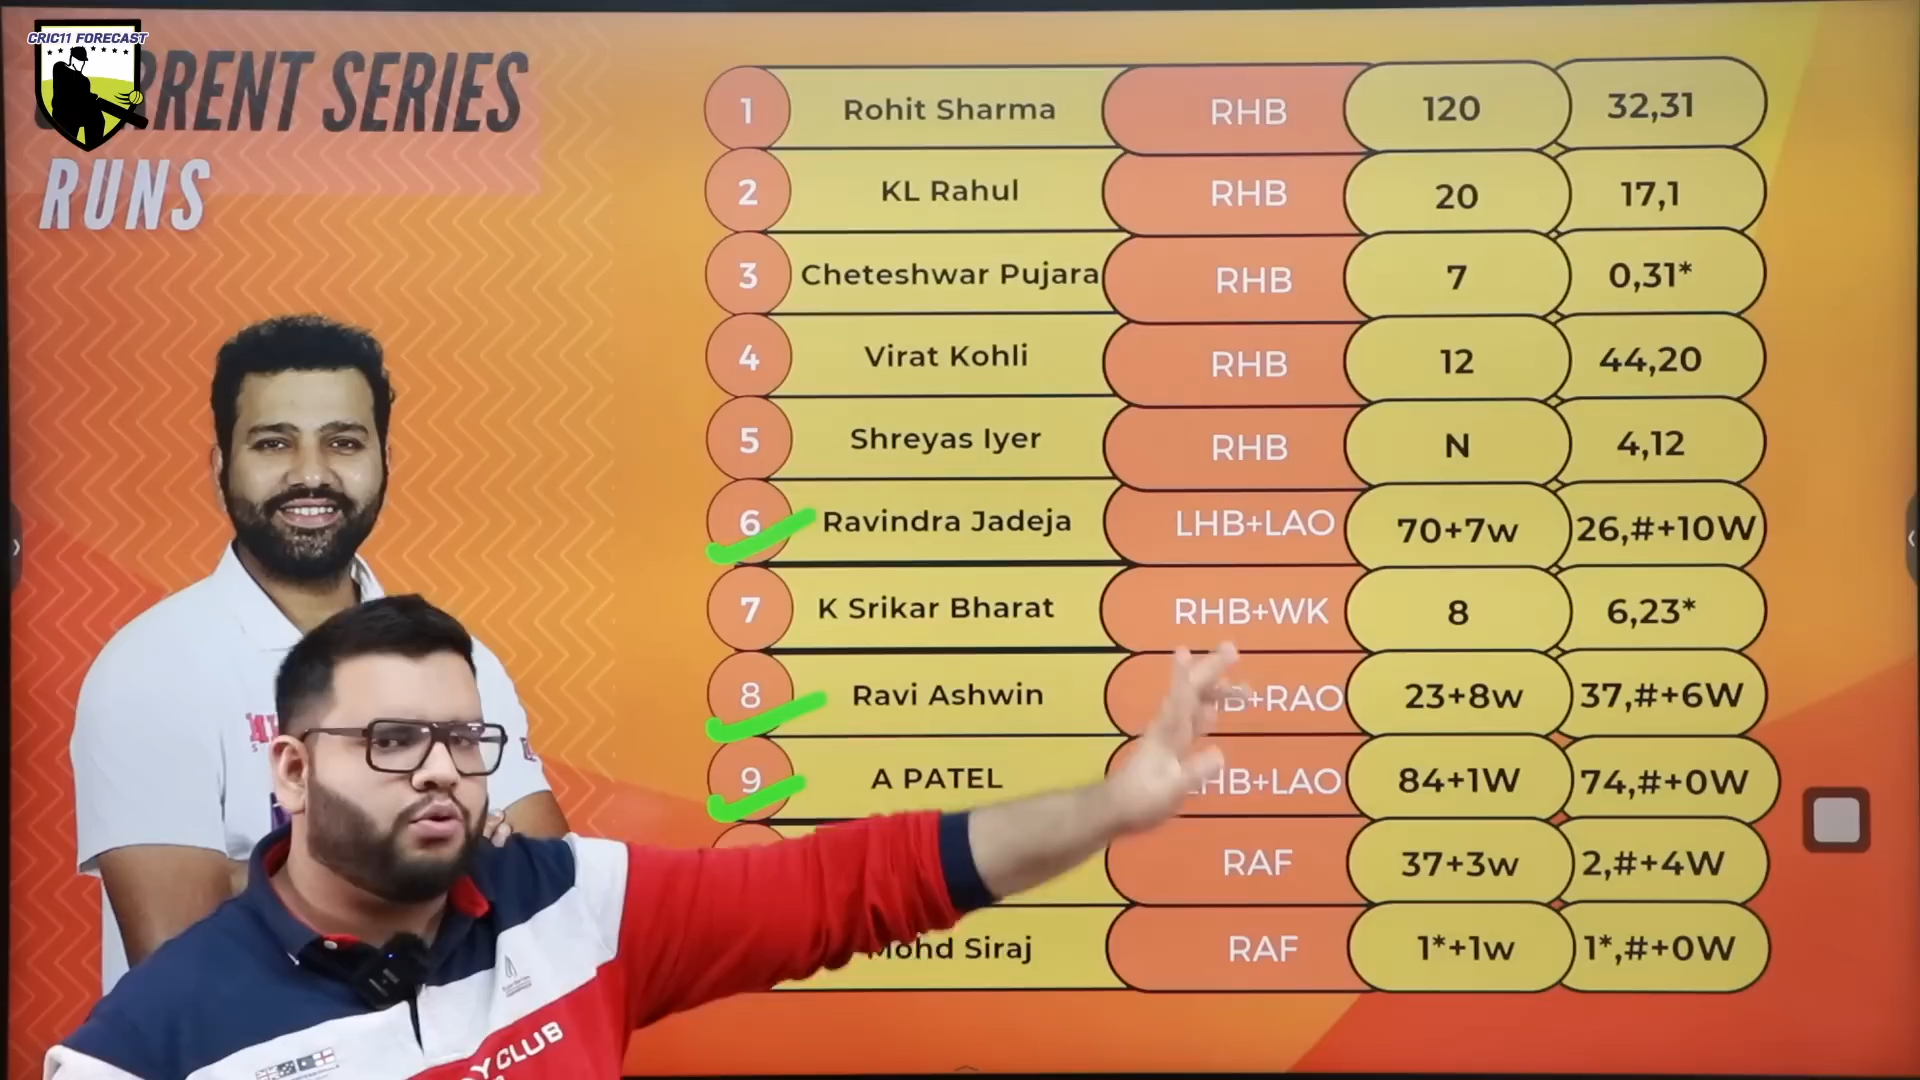 CRIC11 FORECAST
RRENT SERIES
RUNS
1 Rohit Sharma RHB 120 32,31
2 KL Rahul RHB 20 17,1
3 Cheteshwar Pujara RHB 7 0,31*
4 Virat Kohli RHB 12 44,20
5 Shreyas Iyer RHB N 4,12
6 Ravindra Jadeja LHB+LAO 70+7w 26,#+10W
7 K Srikar Bharat RHB+WK 8 6,23*
8 Ravi Ashwin B+RAO 23+8w 37,#+6W
9 A PATEL HB+LAO 84+1W 74,#+0W
RAF 37+3w 2,#+4W
Mohd Siraj RAF 1*+1w 1*,#+0W
Y CLUB